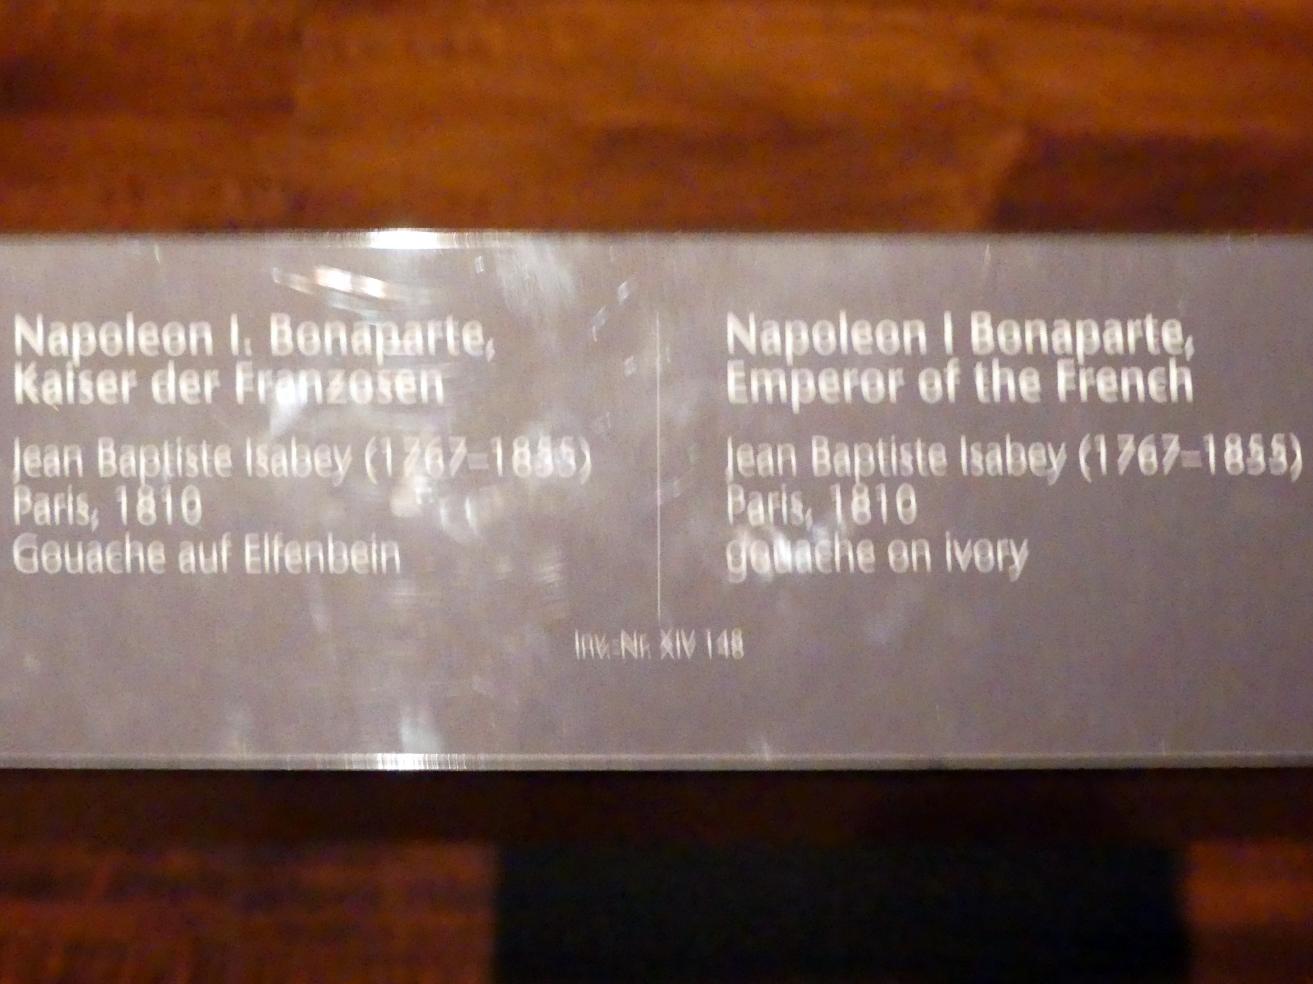 Napoleon I. Bonaparte,
Kaiser der Franzosen
Jean Baptiste Isabey (1767–1855)
Paris, 1810
Gouache auf Elfenbein
Napoleon I Bonaparte,
Emperor of the French
Jean Baptiste Isabey (1767–1855)
Paris, 1810
gouache on ivory
Inv.-Nr. XIV 148